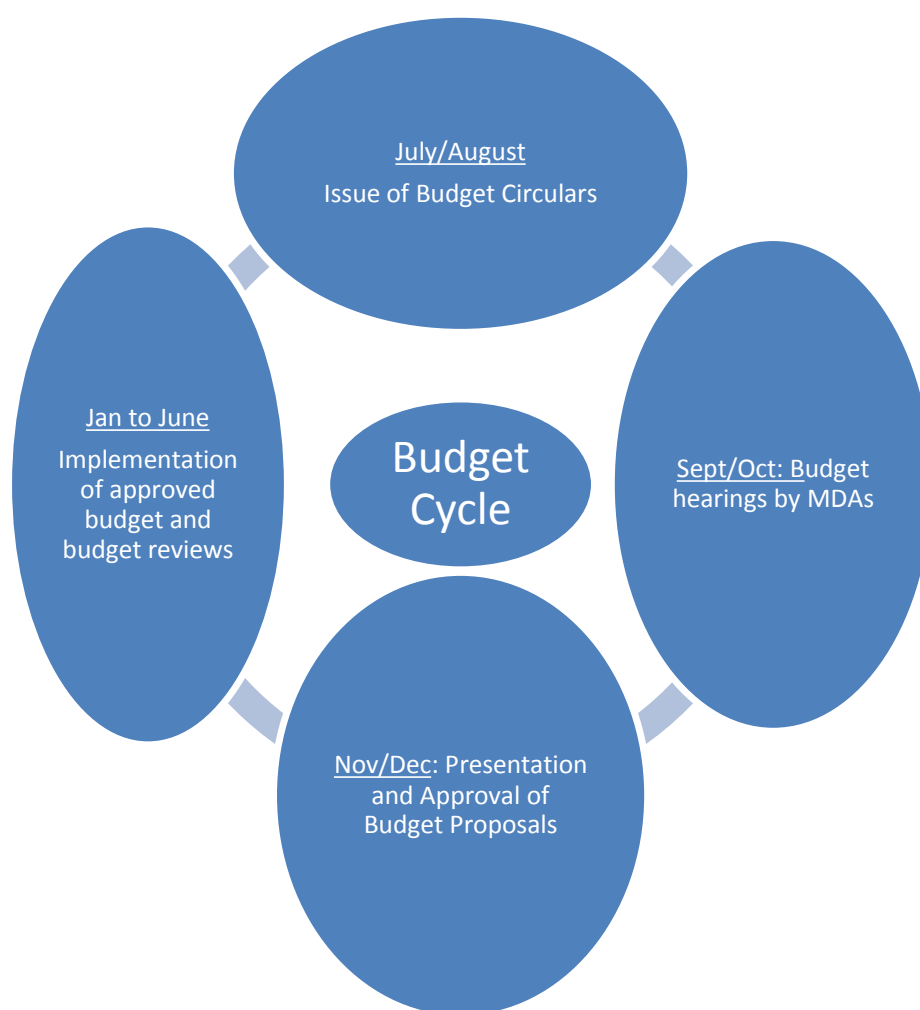 July/August
Issue of Budget Circulars
Sept/Oct: Budget
hearings by MDAs
Nov/Dec: Presentation
and Approval of
Budget Proposals
Jan to June
Implementation
of approved
budget and
budget reviews
Budget
Cycle